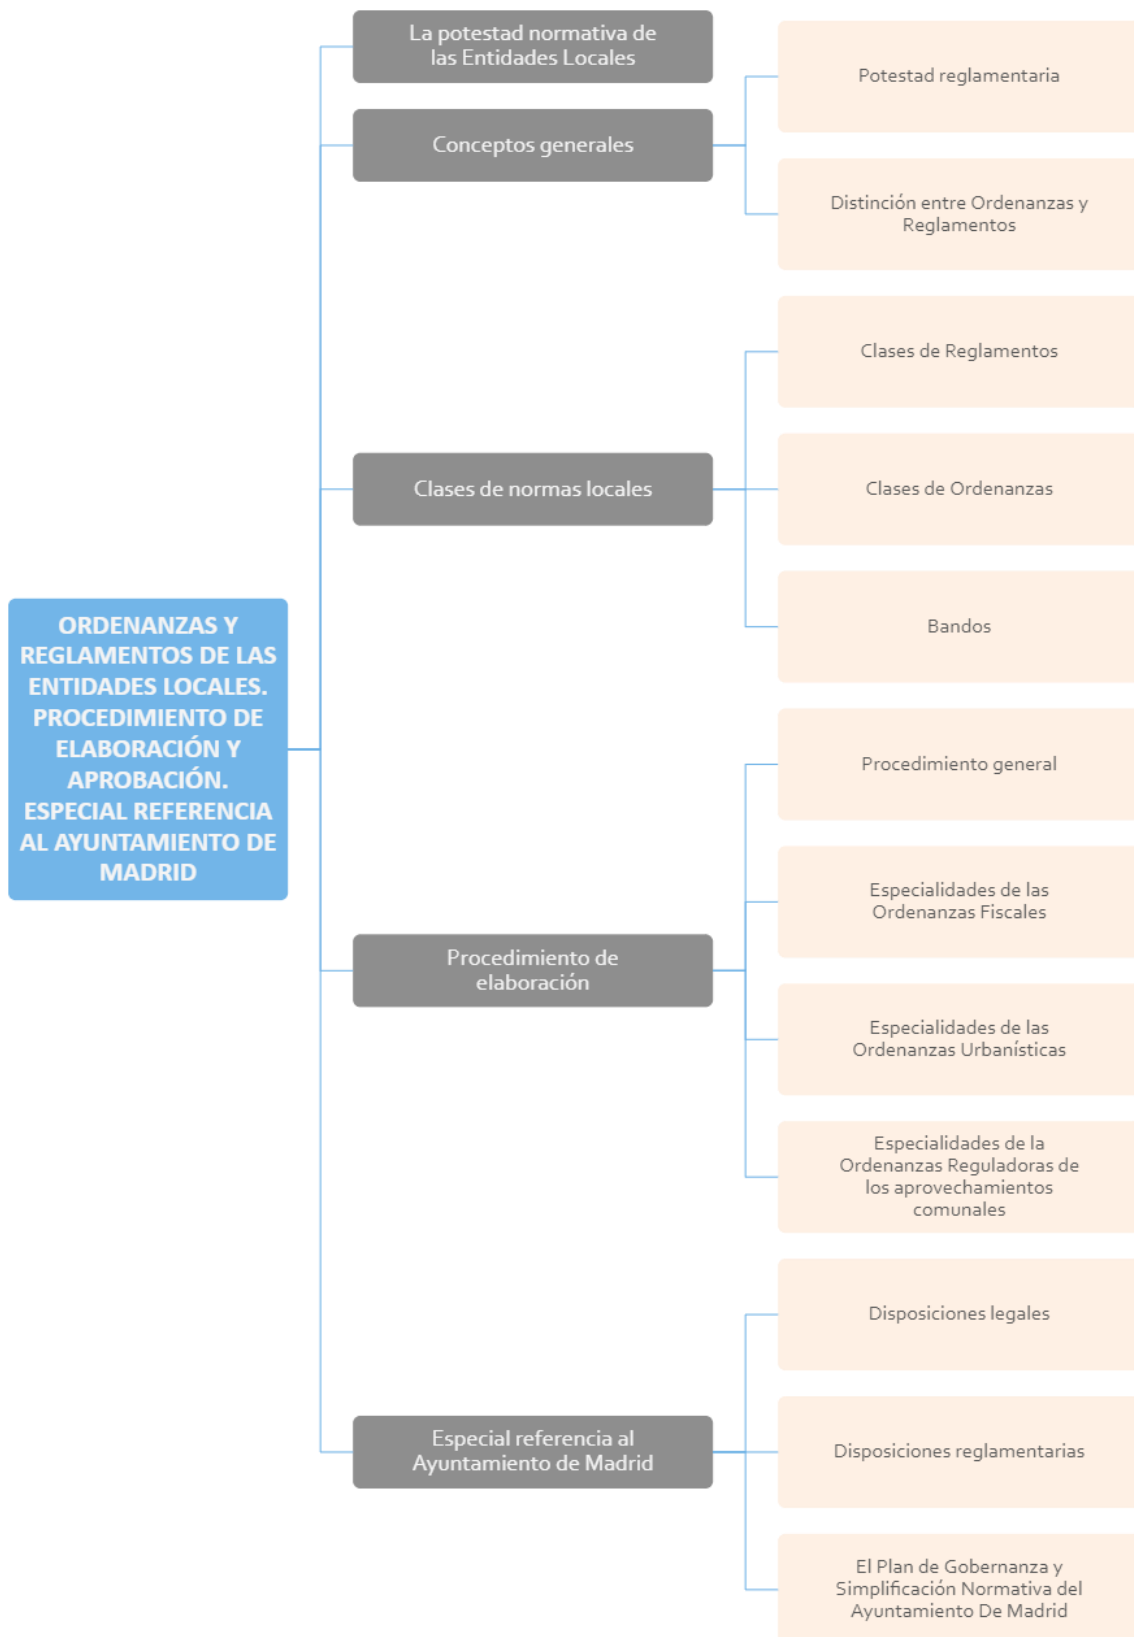 ORDENANZAS Y
REGLAMENTOS DE LAS
ENTIDADES LOCALES.
PROCEDIMIENTO DE
ELABORACIÓN Y
APROBACIÓN.
ESPECIAL REFERENCIA
AL AYUNTAMIENTO DE
MADRID
La potestad normativa de
las Entidades Locales
Conceptos generales
Potestad reglamentaria
Distinción entre Ordenanzas y
Reglamentos
Clases de normas locales
Clases de Reglamentos
Clases de Ordenanzas
Bandos
Procedimiento de
elaboración
Procedimiento general
Especialidades de las
Ordenanzas Fiscales
Especialidades de las
Ordenanzas Urbanísticas
Especialidades de la
Ordenanzas Reguladoras de
los aprovechamientos
comunales
Especial referencia al
Ayuntamiento de Madrid
Disposiciones legales
Disposiciones reglamentarias
El Plan de Gobernanza y
Simplificación Normativa del
Ayuntamiento De Madrid